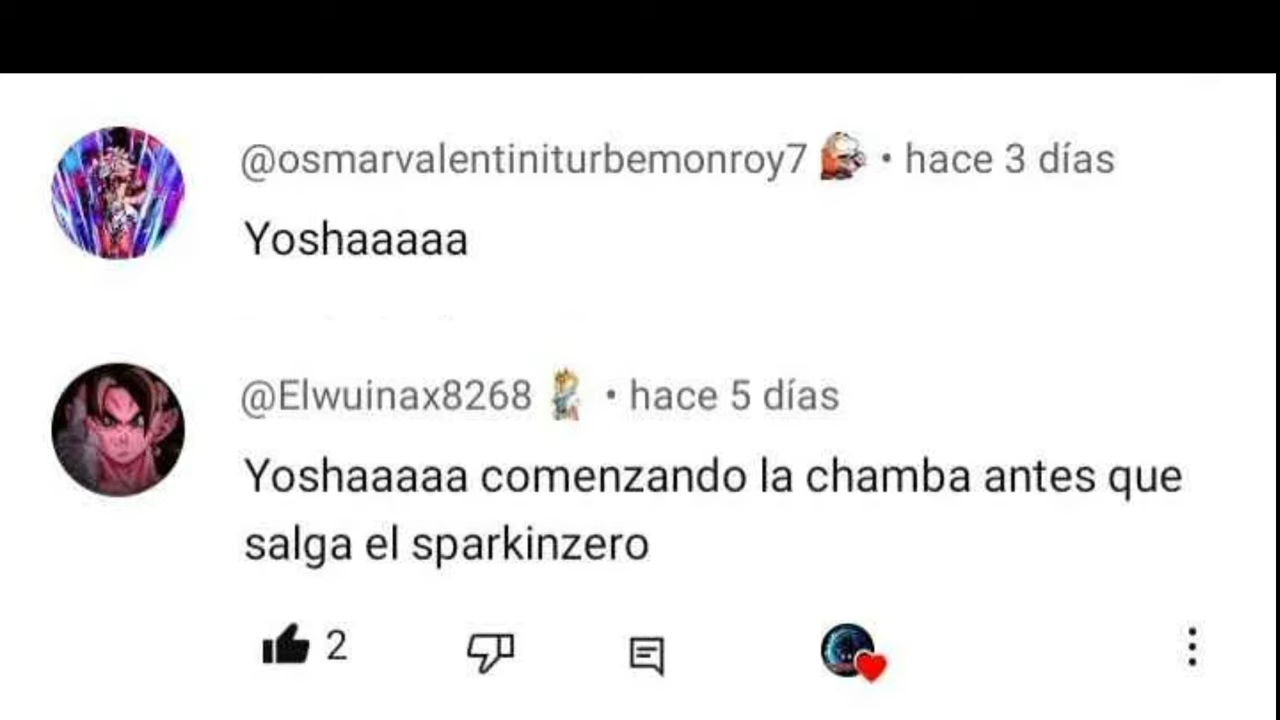 @osmarvalentiniturbemonroy7 • hace 3 días
Yoshaaaaa
@Elwuinax8268 • hace 5 días
Yoshaaaaa comenzando la chamba antes que
salga el sparkinzero
2